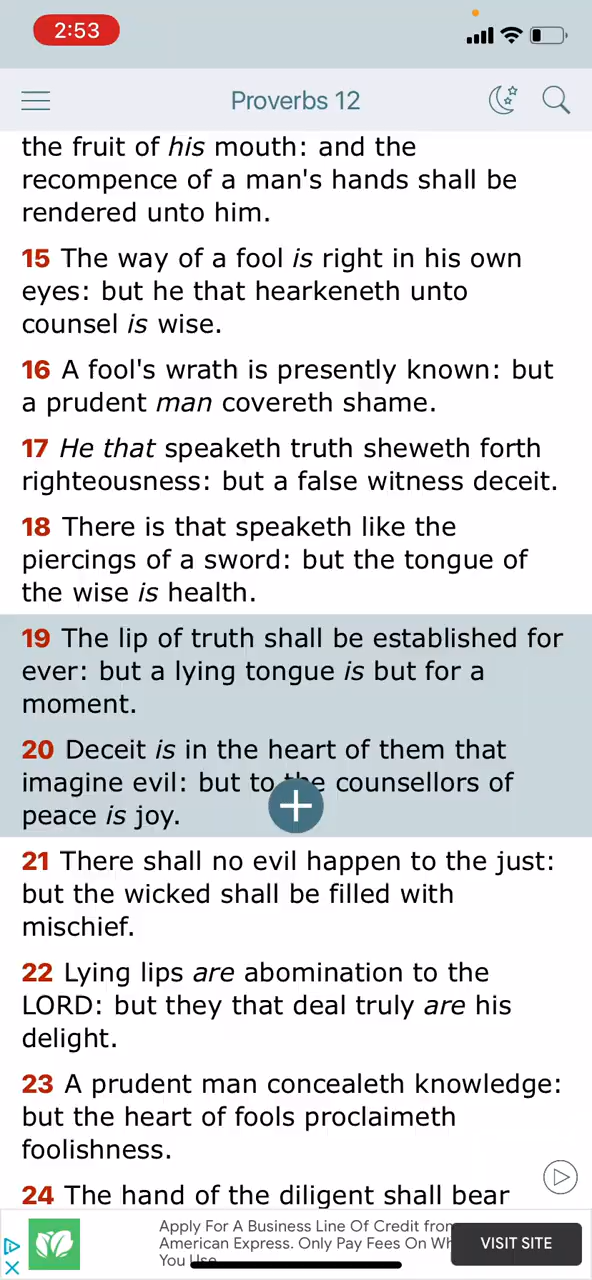 2:53
Proverbs 12
the fruit of his mouth: and the
recompence of a man's hands shall be
rendered unto him.
15 The way of a fool is right in his own
eyes: but he that hearkeneth unto
counsel is wise.
16 A fool's wrath is presently known: but
a prudent man covereth shame.
17 He that speaketh truth sheweth forth
righteousness: but a false witness deceit.
18 There is that speaketh like the
piercings of a sword: but the tongue of
the wise is health.
19 The lip of truth shall be established for
ever: but a lying tongue is but for a
moment.
20 Deceit is in the heart of them that
imagine evil: but to the counsellors of
peace is joy.
21 There shall no evil happen to the just:
but the wicked shall be filled with
mischief.
22 Lying lips are abomination to the
LORD: but they that deal truly are his
delight.
23 A prudent man concealeth knowledge:
but the heart of fools proclaimeth
foolishness.
24 The hand of the diligent shall bear
Apply For A Business Line Of Credit from
American Express. Only Pay Fees On
You Use
VISIT SITE